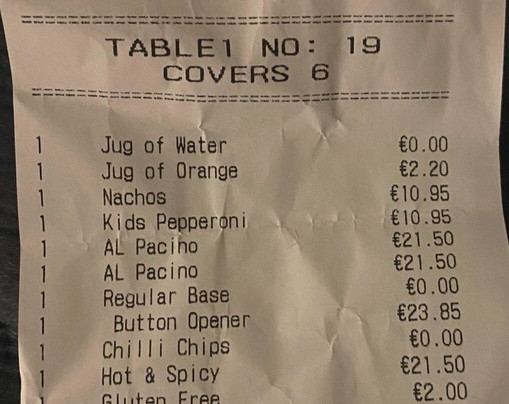 TABLE1 NO: 19
COVERS 6
1 Jug of Water €0.00
1 Jug of Orange €2.20
1 Nachos €10.95
1 Kids Pepperoni €10.95
1 AL Pacino €21.50
1 AL Pacino €21.50
1 Regular Base €0.00
1 Button Opener €23.85
1 Chilli Chips €0.00
1 Hot & Spicy €21.50
1 Gluten Free €2.00